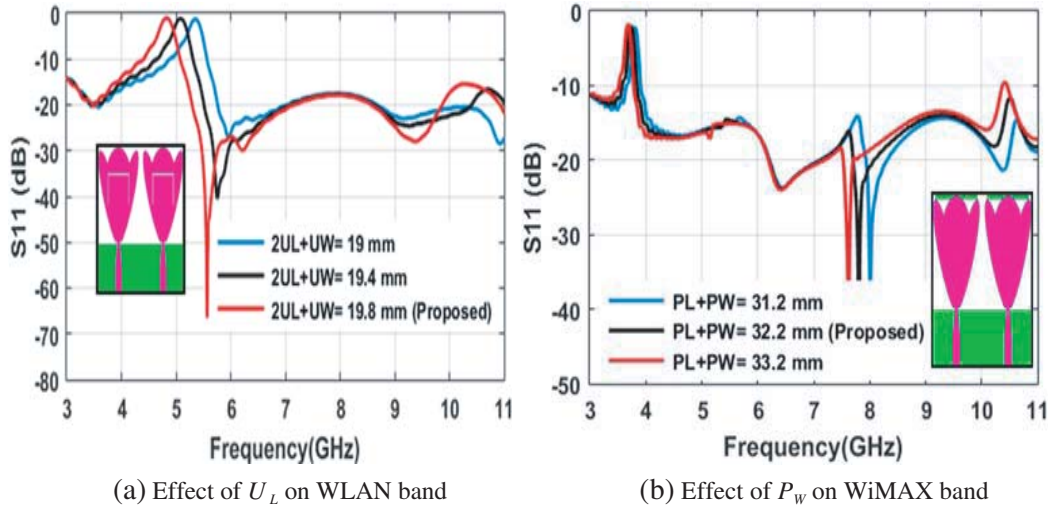 0
-10
-20
-30
-40
-50
-60
-70
-80
S11 (dB)
2UL+UW= 19 mm
2UL+UW= 19.4 mm
2UL+UW= 19.8 mm (Proposed)
3 4 5 6 7 8 9 10 11
Frequency(GHz)
(a) Effect of U_L on WLAN band
0
-10
-20
-30
-40
-50
S11 (dB)
PL+PW= 31.2 mm
PL+PW= 32.2 mm (Proposed)
PL+PW= 33.2 mm
3 4 5 6 7 8 9 10 11
Frequency(GHz)
(b) Effect of P_W on WiMAX band